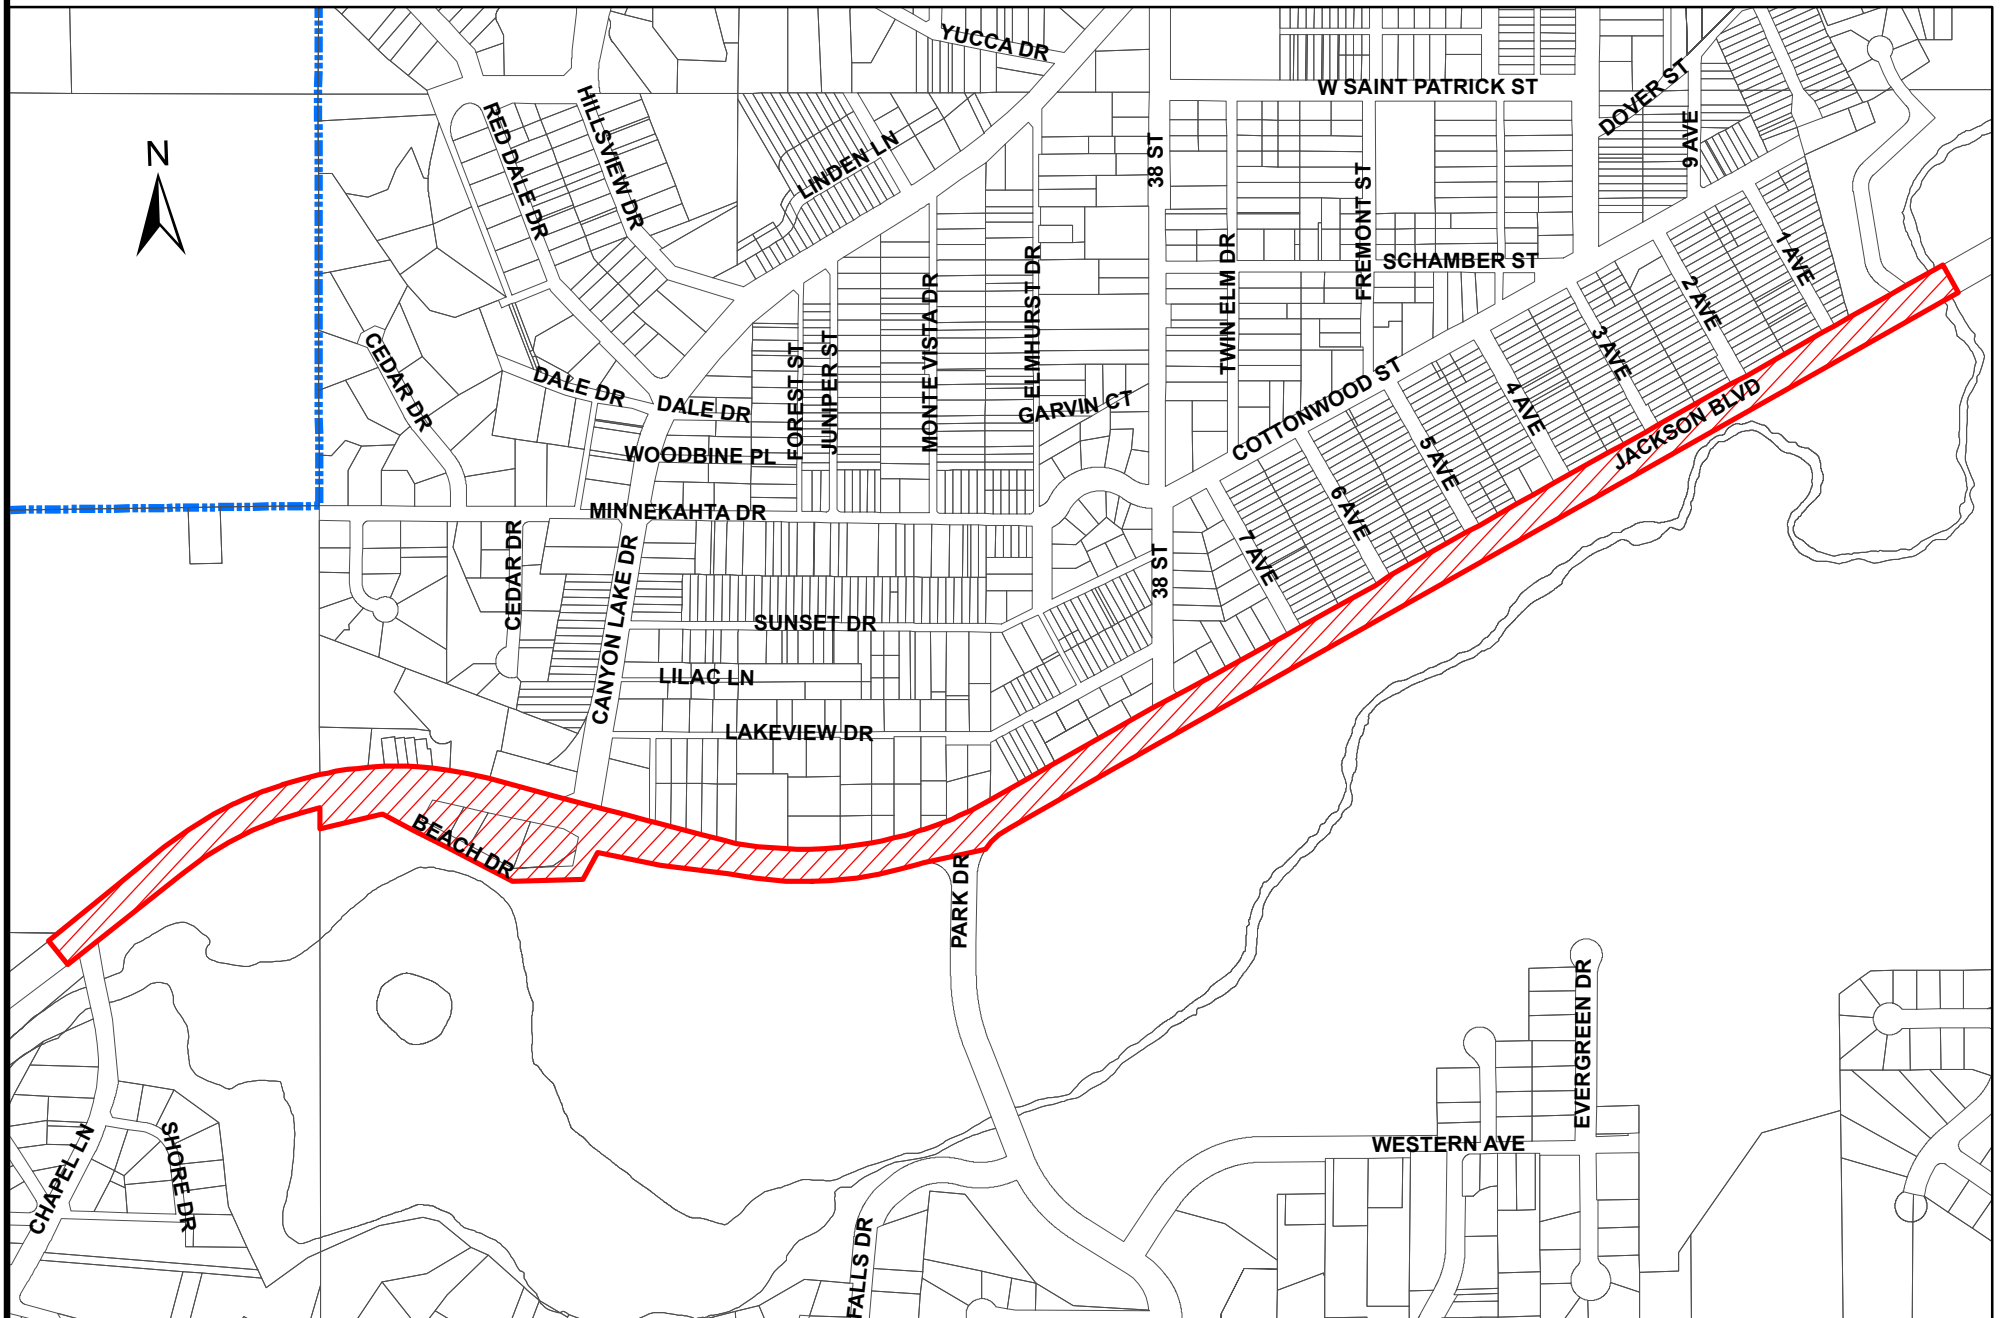 YUCCA DR
W SAINT PATRICK ST
DOVER ST
9 AVE
N
RED DALE DR
HILLSVIEW DR
LINDEN LN
38 ST
FREMONT ST
TWIN ELM DR
SCHAMBER ST
1 AVE
2 AVE
3 AVE
4 AVE
5 AVE
6 AVE
7 AVE
CEDAR DR
DALE DR
DALE DR
FOREST ST
JUNIPER ST
MONTE VISTA DR
ELMHURST DR
GARVIN CT
COTTONWOOD ST
JACKSON BLVD
WOODBINE PL
MINNEKAHTA DR
CEDAR DR
CANYON LAKE DR
38 ST
SUNSET DR
LILAC LN
LAKEVIEW DR
BEACH DR
PARK DR
EVERGREEN DR
WESTERN AVE
CHAPEL LN
SHORE DR
FALLS DR